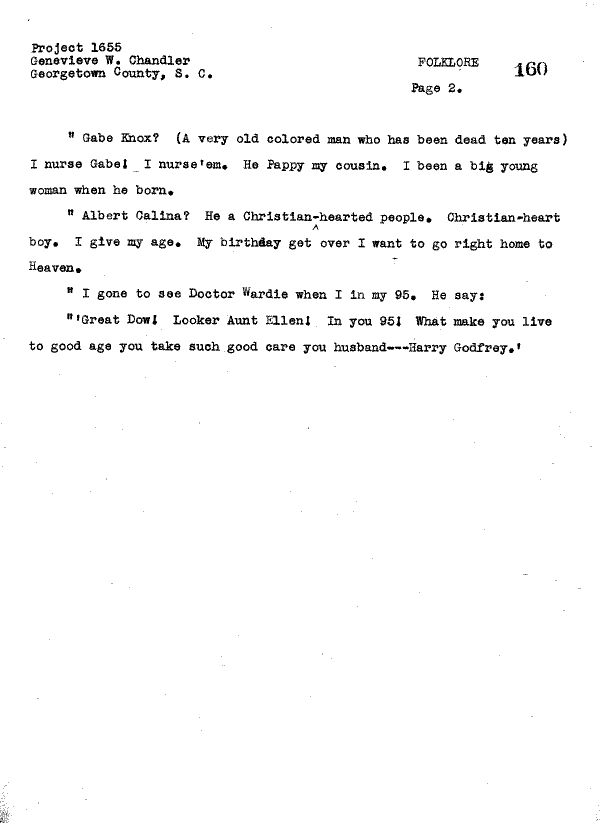 Project 1655
Genevieve W. Chandler
Georgetown County, S. C.
FOLKLORE 160
Page 2.
" Gabe Knox? (A very old colored man who has been dead ten years)
I nurse Gabe! I nurse'em. He Pappy my cousin. I been a big young
woman when he born.
" Albert Calina? He a Christian-hearted people. Christian-heart
boy. I give my age. My birthday get over I want to go right home to
Heaven.
" I gone to see Doctor Wardie when I in my 95. He say:
"'Great Dow! Looker Aunt Ellen! In you 95! What make you live
to good age you take such good care you husband---Harry Godfrey.'